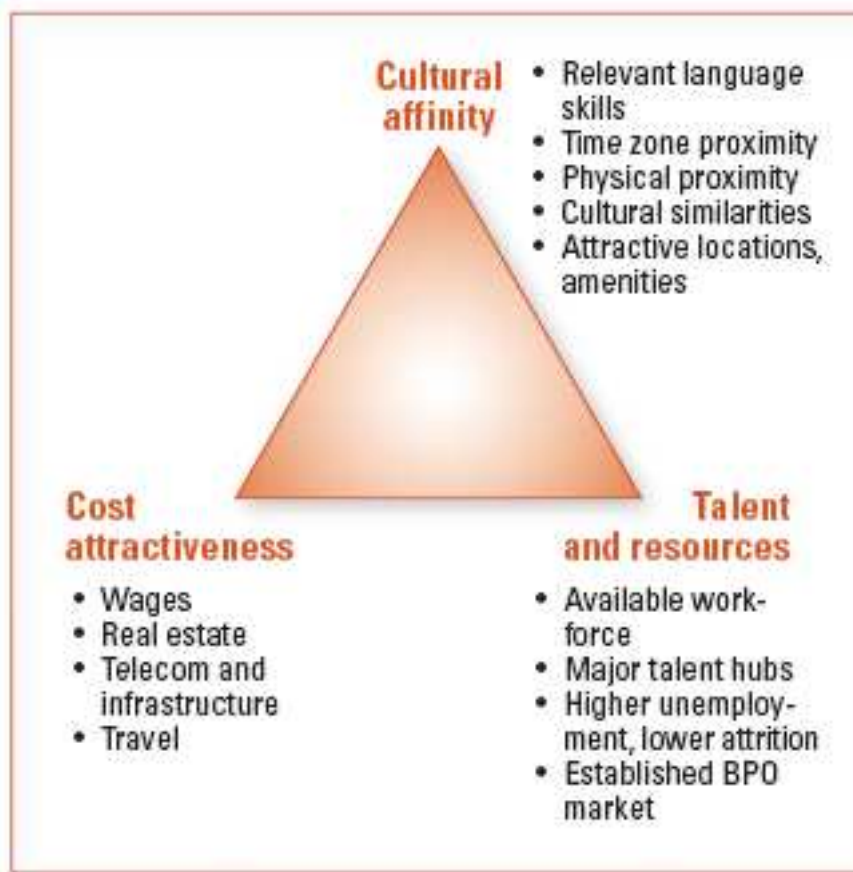 Cultural
affinity
• Relevant language
skills
• Time zone proximity
• Physical proximity
• Cultural similarities
• Attractive locations,
amenities
Cost
attractiveness
• Wages
• Real estate
• Telecom and
infrastructure
• Travel
Talent
and resources
• Available work-
force
• Major talent hubs
• Higher unemploy-
ment, lower attrition
• Established BPO
market